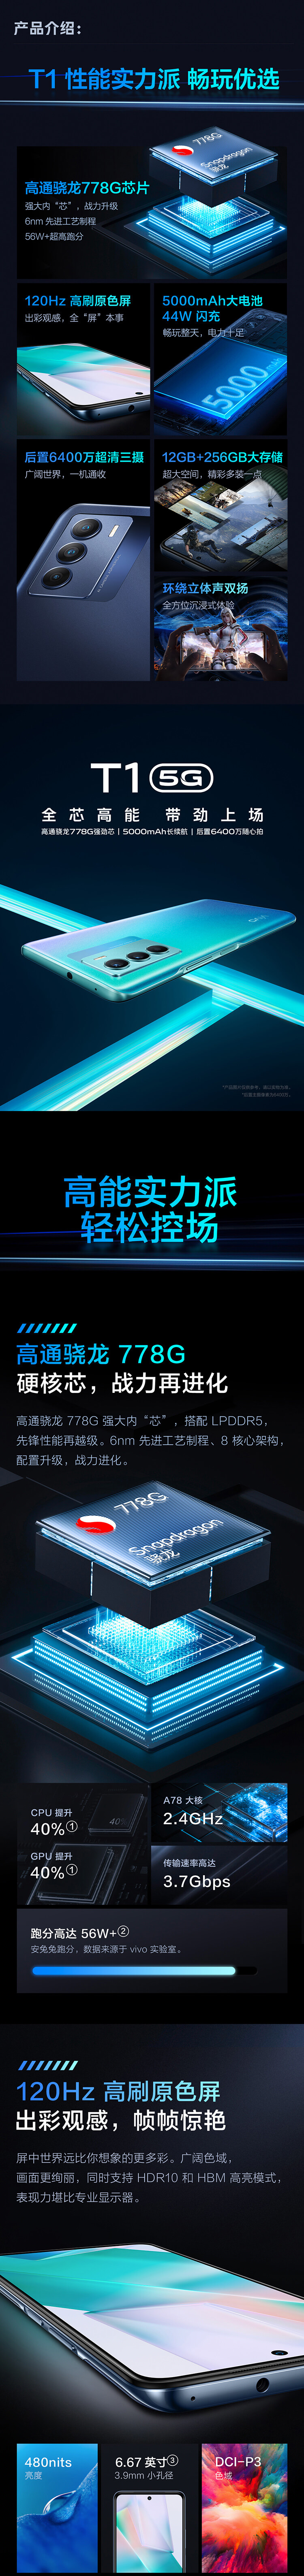 产品介绍：
T1 性能实力派 畅玩优选
778G
Snapdragon
骁龙
高通骁龙778G芯片
强大内“芯”，战力升级
6nm 先进工艺制程
56W+超高跑分
120Hz 高刷原色屏
出彩观感，全“屏”本事
5000mAh大电池
44W 闪充
畅玩整天，电力十足
5000mAh
后置6400万超清三摄
广阔世界，一机通收
12GB+256GB大存储
超大空间，精彩多装一点
环绕立体声双扬
全方位沉浸式体验
T1 5G
全芯高能 带劲上场
高通骁龙778G强劲芯 | 5000mAh长续航 | 后置6400万随心拍
vivo
高能实力派
轻松控场
高通骁龙 778G
硬核芯，战力再进化
高通骁龙 778G 强大内“芯”，搭配 LPDDR5，
先锋性能再越级。6nm 先进工艺制程、8 核心架构，
配置升级，战力进化。
778G
Snapdragon
骁龙
CPU 提升
40%①
40%
GPU 提升
40%①
A78 大核
2.4GHz
传输速率高达
3.7Gbps
跑分高达 56W+②
安兔兔跑分，数据来源于 vivo 实验室。
120Hz 高刷原色屏
出彩观感，帧帧惊艳
屏中世界远比你想象的更多彩。广阔色域，
画面更绚丽，同时支持 HDR10 和 HBM 高亮模式，
表现力堪比专业显示器。
480nits
亮度
6.67 英寸③
3.9mm 小孔径
DCI-P3
色域